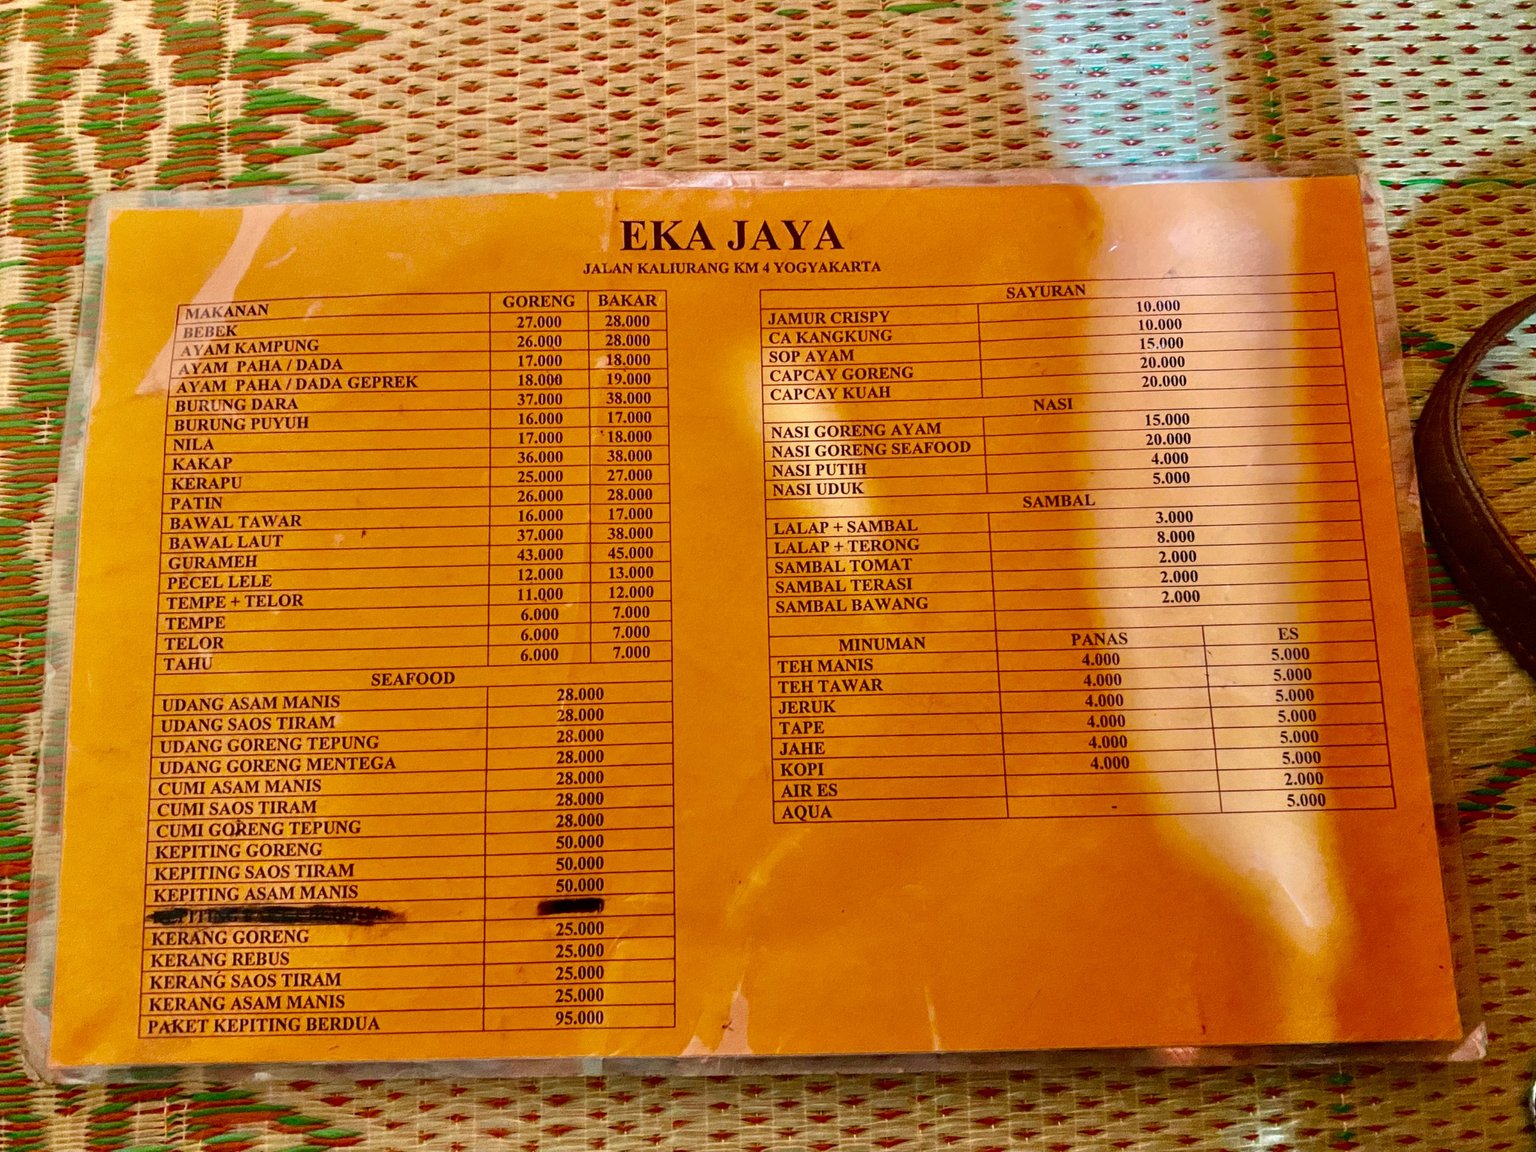 EKA JAYA
JALAN KALIURANG KM 4 YOGYAKARTA
MAKANAN GORENG BAKAR
BEBEK 27.000 28.000
AYAM KAMPUNG 26.000 28.000
AYAM PAHA / DADA 17.000 18.000
AYAM PAHA / DADA GEPREK 18.000 19.000
BURUNG DARA 37.000 38.000
BURUNG PUYUH 16.000 17.000
NILA 17.000 18.000
KAKAP 36.000 38.000
KERAPU 25.000 27.000
PATIN 26.000 28.000
BAWAL TAWAR 16.000 17.000
BAWAL LAUT 37.000 38.000
GURAMEH 43.000 45.000
PECEL LELE 12.000 13.000
TEMPE + TELOR 11.000 12.000
TEMPE 6.000 7.000
TELOR 6.000 7.000
TAHU 6.000 7.000
SEAFOOD
UDANG ASAM MANIS 28.000
UDANG SAOS TIRAM 28.000
UDANG GORENG TEPUNG 28.000
UDANG GORENG MENTEGA 28.000
CUMI ASAM MANIS 28.000
CUMI SAOS TIRAM 28.000
CUMI GORENG TEPUNG 28.000
KEPITING GORENG 50.000
KEPITING SAOS TIRAM 50.000
KEPITING ASAM MANIS 50.000
KERANG GORENG 25.000
KERANG REBUS 25.000
KERANG SAOS TIRAM 25.000
KERANG ASAM MANIS 25.000
PAKET KEPITING BERDUA 95.000
SAYURAN
JAMUR CRISPY 10.000
CA KANGKUNG 10.000
SOP AYAM 15.000
CAPCAY GORENG 20.000
CAPCAY KUAH 20.000
NASI
NASI GORENG AYAM 15.000
NASI GORENG SEAFOOD 20.000
NASI PUTIH 4.000
NASI UDUK 5.000
SAMBAL
LALAP + SAMBAL 3.000
LALAP + TERONG 8.000
SAMBAL TOMAT 2.000
SAMBAL TERASI 2.000
SAMBAL BAWANG 2.000
MINUMAN PANAS ES
TEH MANIS 4.000 5.000
TEH TAWAR 4.000 5.000
JERUK 4.000 5.000
TAPE 4.000 5.000
JAHE 4.000 5.000
KOPI 4.000 5.000
AIR ES 2.000
AQUA - 5.000